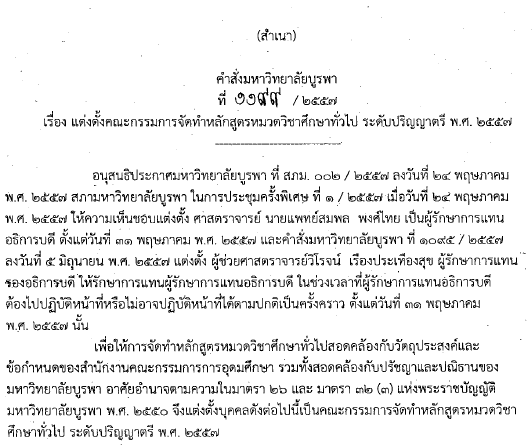 (สำเนา)
คำสั่งมหาวิทยาลัยบูรพา
ที่ ๑๑๙๙ / ๒๕๕๗
เรื่อง แต่งตั้งคณะกรรมการจัดทำหลักสูตรหมวดวิชาศึกษาทั่วไป ระดับปริญญาตรี พ.ศ. ๒๕๕๗
อนุสนธิประกาศมหาวิทยาลัยบูรพา ที่ สภม. ๐๐๒ / ๒๕๕๗ ลงวันที่ ๒๔ พฤษภาคม
พ.ศ. ๒๕๕๗ สภามหาวิทยาลัยบูรพา ในการประชุมครั้งพิเศษ ที่ ๑ / ๒๕๕๗ เมื่อวันที่ ๒๔ พฤษภาคม
พ.ศ. ๒๕๕๗ ให้ความเห็นชอบแต่งตั้ง ศาสตราจารย์ นายแพทย์สมพล พงศ์ไทย เป็นผู้รักษาการแทน
อธิการบดี ตั้งแต่วันที่ ๓๑ พฤษภาคม พ.ศ. ๒๕๕๗ และคำสั่งมหาวิทยาลัยบูรพา ที่ ๑๐๙๕ / ๒๕๕๗
ลงวันที่ ๕ มิถุนายน พ.ศ. ๒๕๕๗ แต่งตั้ง ผู้ช่วยศาสตราจารย์วิโรจน์ เรืองประเทืองสุข ผู้รักษาการแทน
รองอธิการบดี ให้รักษาการแทนผู้รักษาการแทนอธิการบดี ในช่วงเวลาที่ผู้รักษาการแทนอธิการบดี
ต้องไปปฏิบัติหน้าที่หรือไม่อาจปฏิบัติหน้าที่ได้ตามปกติเป็นครั้งคราว ตั้งแต่วันที่ ๓๑ พฤษภาคม
พ.ศ. ๒๕๕๗ นั้น
เพื่อให้การจัดทำหลักสูตรหมวดวิชาศึกษาทั่วไปสอดคล้องกับวัตถุประสงค์และ
ข้อกำหนดของสำนักงานคณะกรรมการการอุดมศึกษา รวมทั้งสอดคล้องกับปรัชญาและปณิธานของ
มหาวิทยาลัยบูรพา อาศัยอำนาจตามความในมาตรา ๒๖ และ มาตรา ๓๒ (๓) แห่งพระราชบัญญัติ
มหาวิทยาลัยบูรพา พ.ศ. ๒๕๕๐ จึงแต่งตั้งบุคคลดังต่อไปนี้เป็นคณะกรรมการจัดทำหลักสูตรหมวดวิชา
ศึกษาทั่วไป ระดับปริญญาตรี พ.ศ. ๒๕๕๗